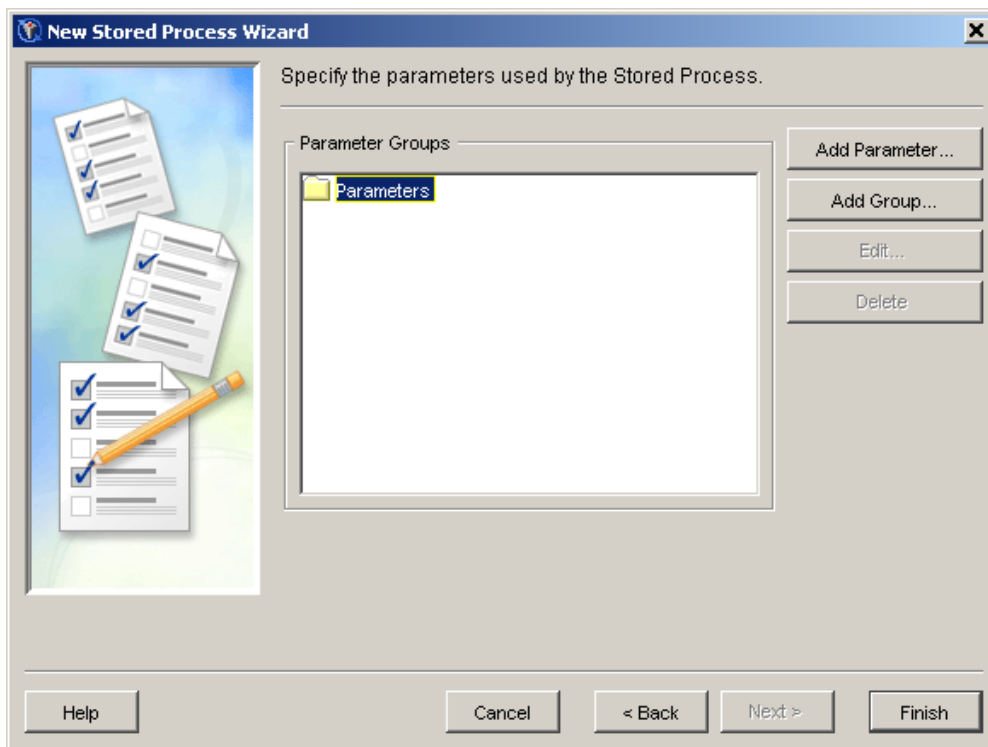 New Stored Process Wizard
Specify the parameters used by the Stored Process.
Parameter Groups
Parameters
Add Parameter...
Add Group...
Edit...
Delete
Help
Cancel
< Back
Next >
Finish